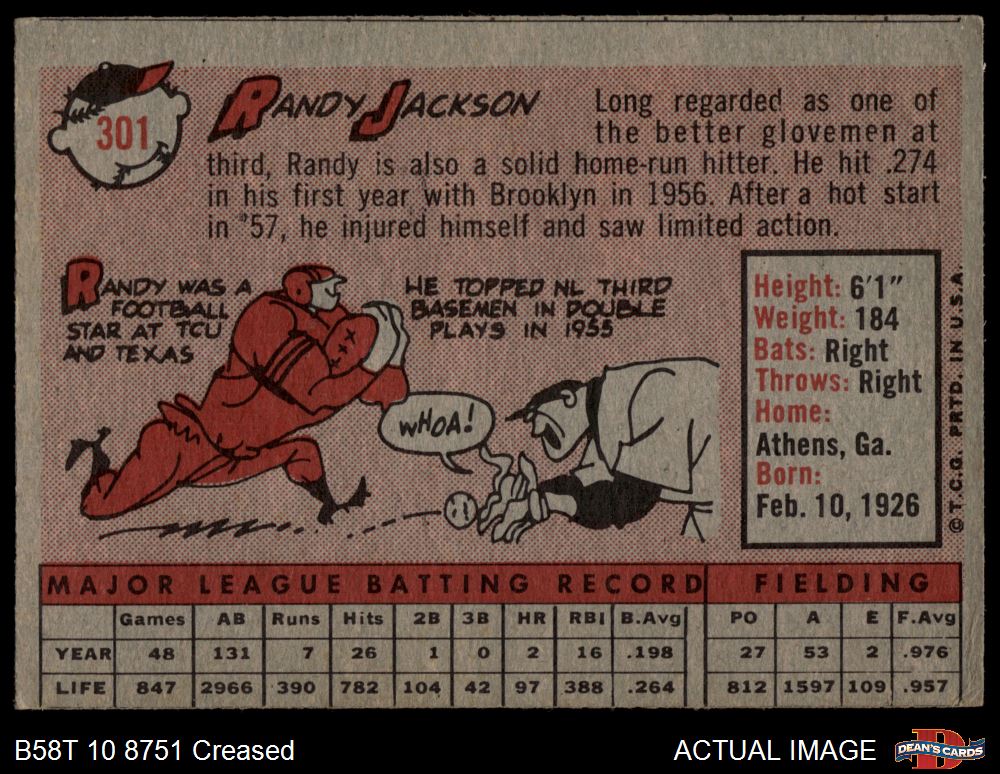 301
RANDY JACKSON
Long regarded as one of
the better glovemen at
third, Randy is also a solid home-run hitter. He hit .274
in his first year with Brooklyn in 1956. After a hot start
in '57, he injured himself and saw limited action.
RANDY WAS A
FOOTBALL
STAR AT TCU
AND TEXAS
HE TOPPED NL THIRD
BASEMEN IN DOUBLE
PLAYS IN 1955
WHOA!
Height: 6'1"
Weight: 184
Bats: Right
Throws: Right
Home:
Athens, Ga.
Born:
Feb. 10, 1926
© T.C.G. PRTD. IN U.S.A.
MAJOR LEAGUE BATTING RECORD FIELDING
Games AB Runs Hits 2B 3B HR RBI B.Avg PO A E F.Avg
YEAR 48 131 7 26 1 0 2 16 .198 27 53 2 .976
LIFE 847 2966 390 782 104 42 97 388 .264 812 1597 109 .957
B58T 10 8751 Creased
ACTUAL IMAGE
D
DEAN'S CARDS